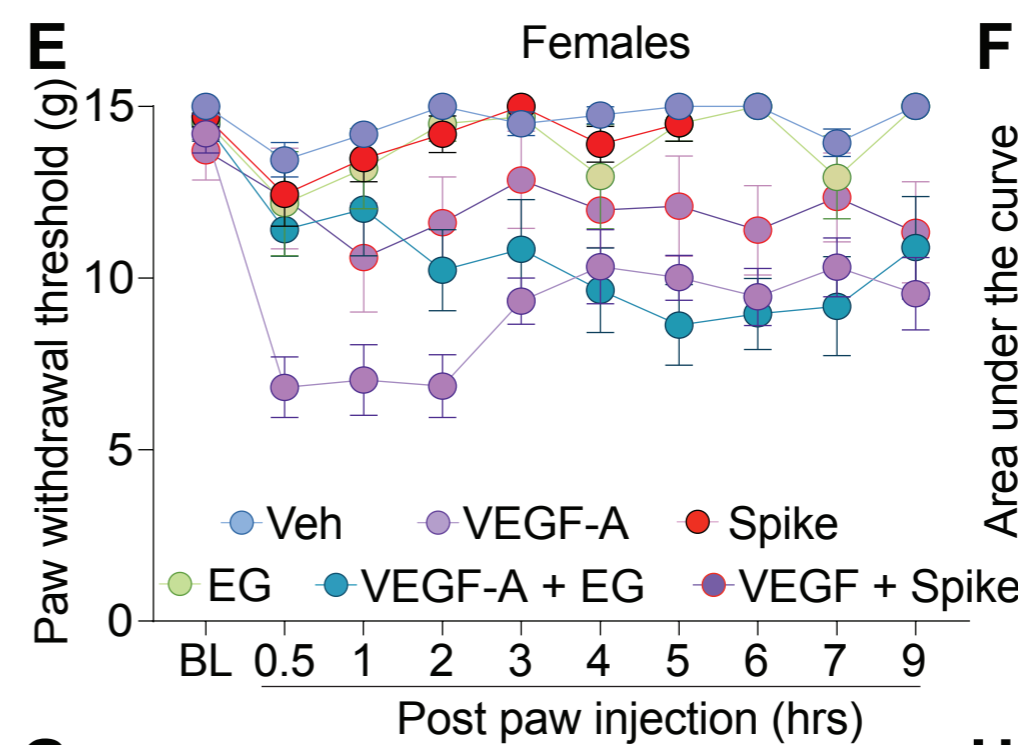 E
Females
F
Paw withdrawal threshold (g)
15
10
5
0
Veh VEGF-A Spike
EG VEGF-A + EG VEGF + Spike
BL 0.5 1 2 3 4 5 6 7 9
Post paw injection (hrs)
Area under the curve